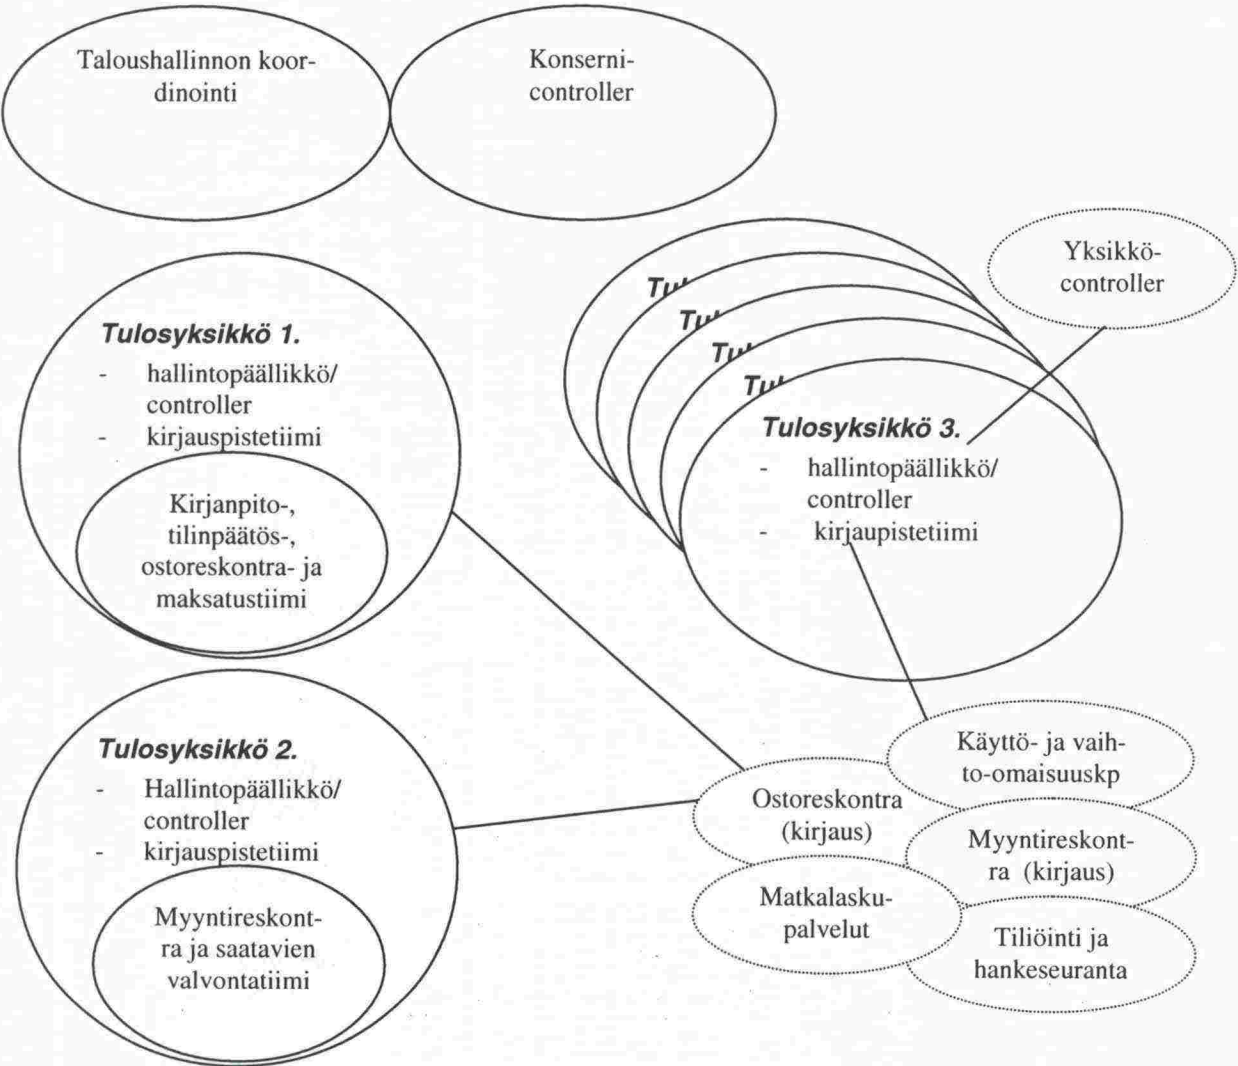 Taloushallinnon koor-
dinointi
Konserni-
controller
Yksikkö-
controller
Tulosyksikkö 1.
- hallintopäällikkö/
controller
- kirjauspistetiimi
Kirjanpito-,
tilinpäätös-,
ostoreskontra- ja
maksatustiimi
Tulosyksikkö 3.
- hallintopäällikkö/
controller
- kirjaupistetiimi
Tulosyksikkö 2.
- Hallintopäällikkö/
controller
- kirjauspistetiimi
Myyntireskont-
ra ja saatavien
valvontatiimi
Käyttö- ja vaih-
to-omaisuuskp
Ostoreskontra
(kirjaus)
Myyntireskont-
ra (kirjaus)
Matkalasku-
palvelut
Tiliöinti ja
hankeseuranta